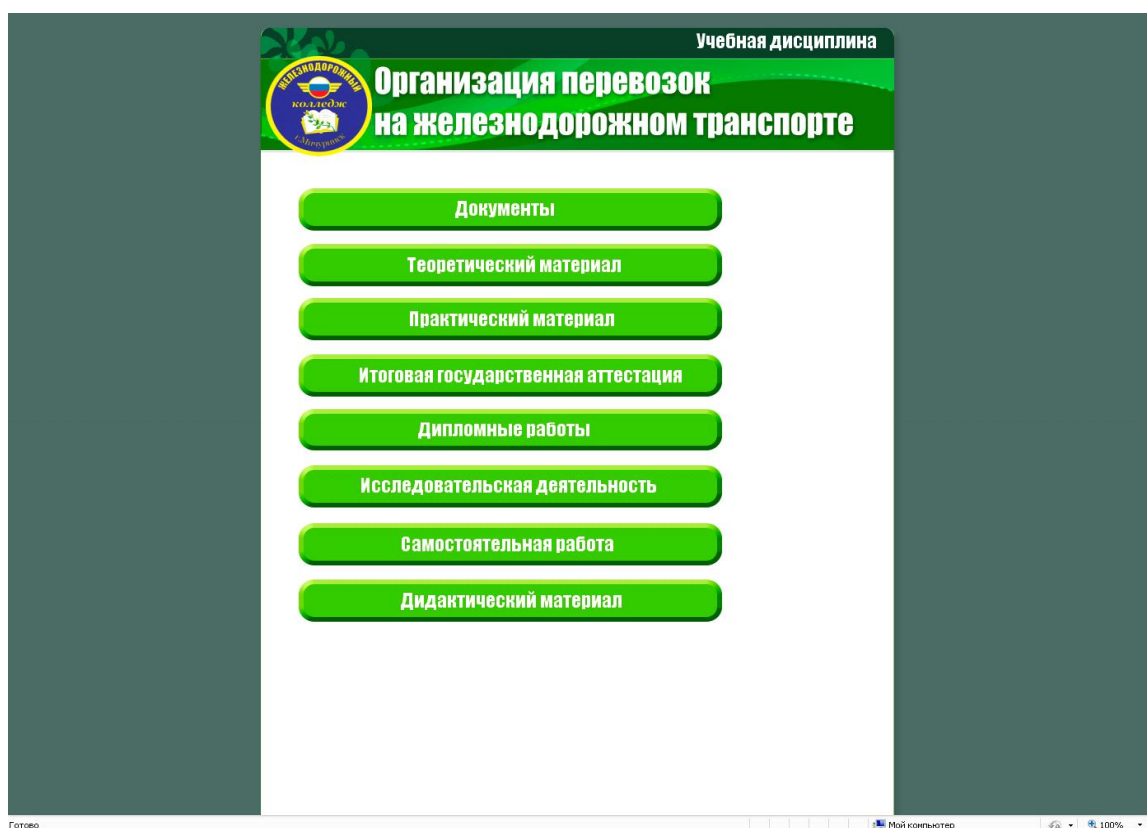 Учебная дисциплина
ЖЕЛЕЗНОДОРОЖНЫЙ
колледж
г.Мичуринск
Организация перевозок
на железнодорожном транспорте
Документы
Теоретический материал
Практический материал
Итоговая государственная аттестация
Дипломные работы
Исследовательская деятельность
Самостоятельная работа
Дидактический материал
Готово
Мой компьютер
100%